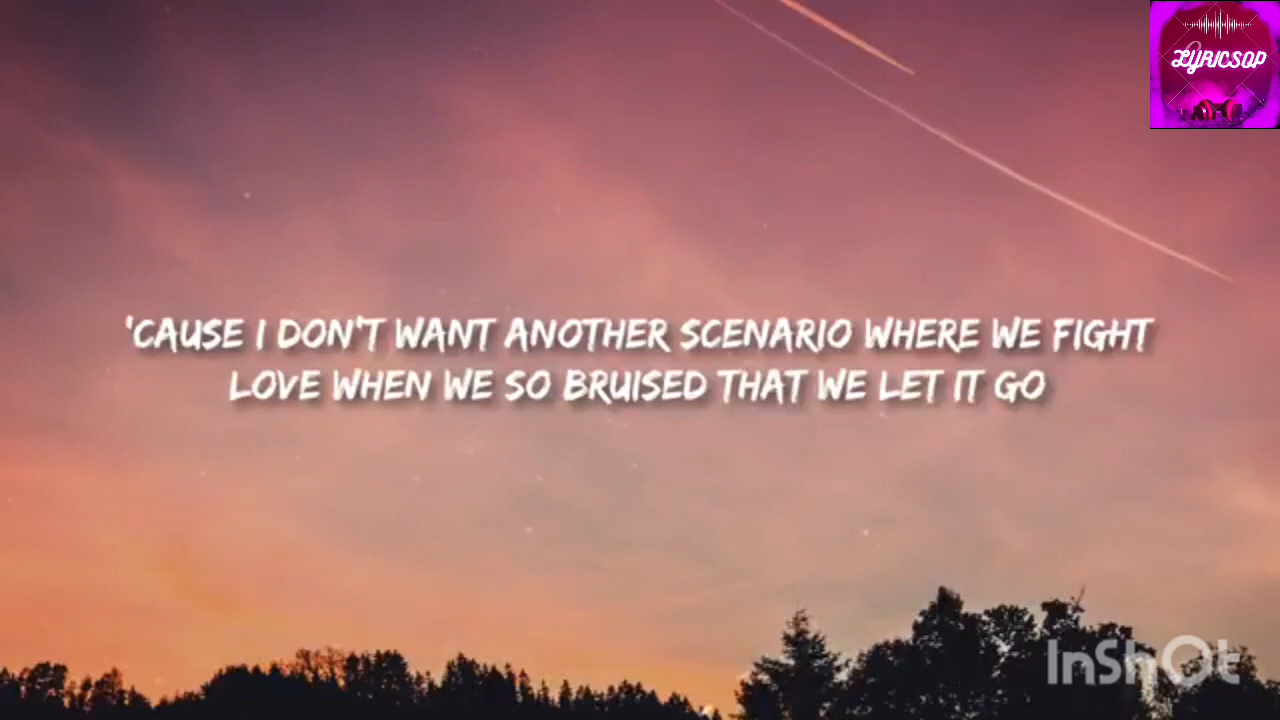 LYRICSOP
'CAUSE I DON'T WANT ANOTHER SCENARIO WHERE WE FIGHT
LOVE WHEN WE SO BRUISED THAT WE LET IT GO
InShOt